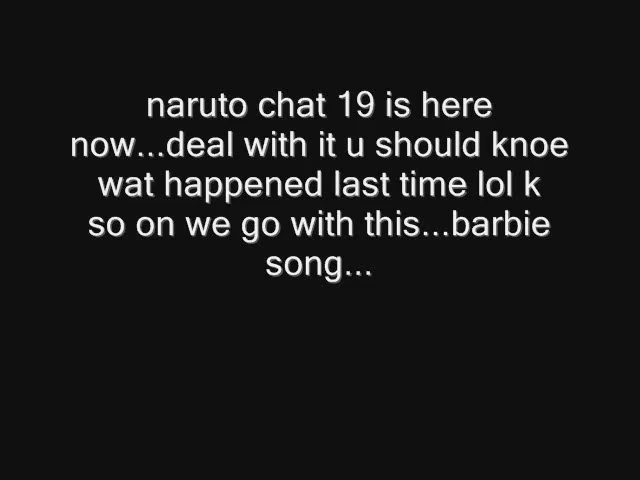 naruto chat 19 is here
now...deal with it u should knoe
wat happened last time lol k
so on we go with this...barbie
song...